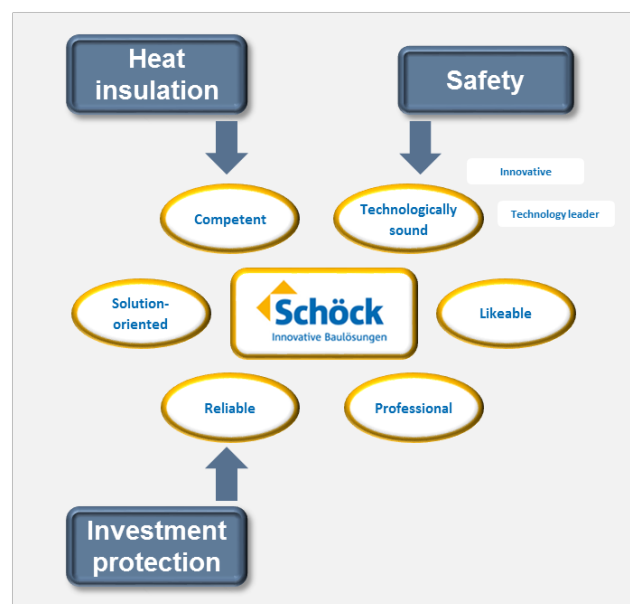 Heat
insulation
Safety
Innovative
Competent
Technologically
sound
Technology leader
Solution-
oriented
Schöck
Innovative Baulösungen
Likeable
Reliable
Professional
Investment
protection